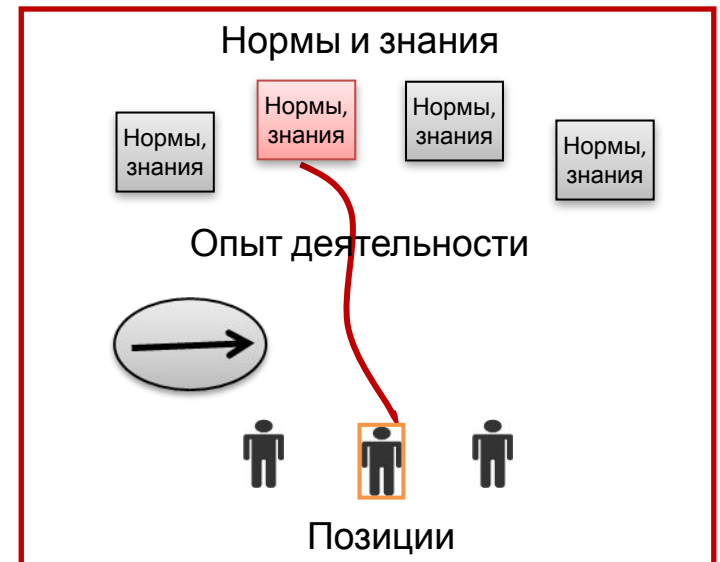 Нормы и знания
Нормы,
знания
Нормы,
знания
Нормы,
знания
Нормы,
знания
Опыт деятельности
Позиции